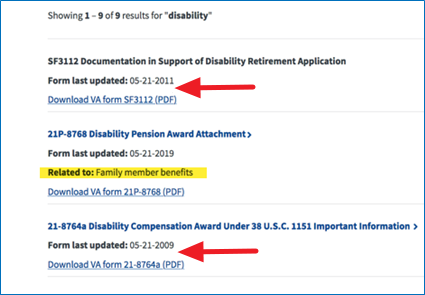 Showing 1 – 9 of 9 results for "disability"
SF3112 Documentation in Support of Disability Retirement Application
Form last updated: 05-21-2011
Download VA form SF3112 (PDF)
21P-8768 Disability Pension Award Attachment ›
Form last updated: 05-21-2019
Related to: Family member benefits
Download VA form 21P-8768 (PDF)
21-8764a Disability Compensation Award Under 38 U.S.C. 1151 Important Information ›
Form last updated: 05-21-2009
Download VA form 21-8764a (PDF)